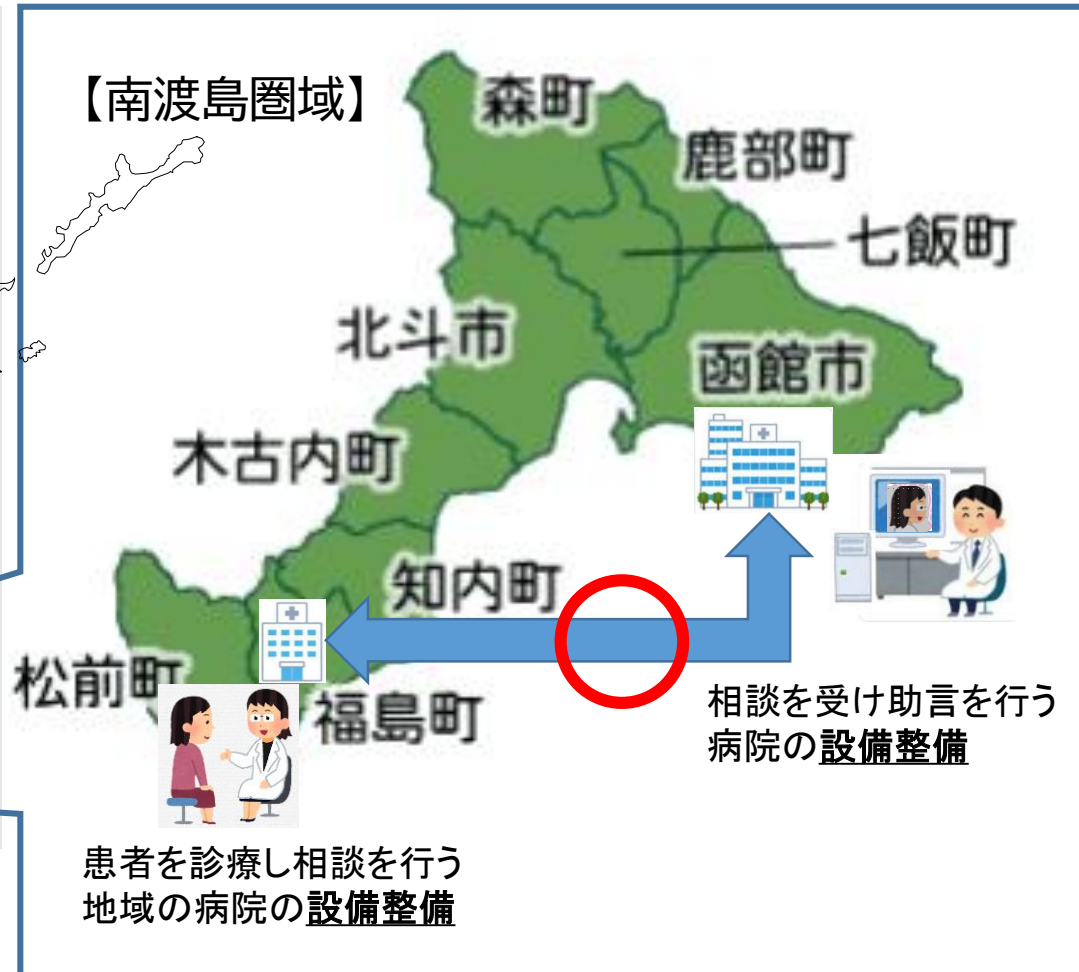 【南渡島圏域】
森町
鹿部町
七飯町
北斗市
函館市
木古内町
知内町
松前町
福島町
相談を受け助言を行う
病院の設備整備
患者を診療し相談を行う
地域の病院の設備整備